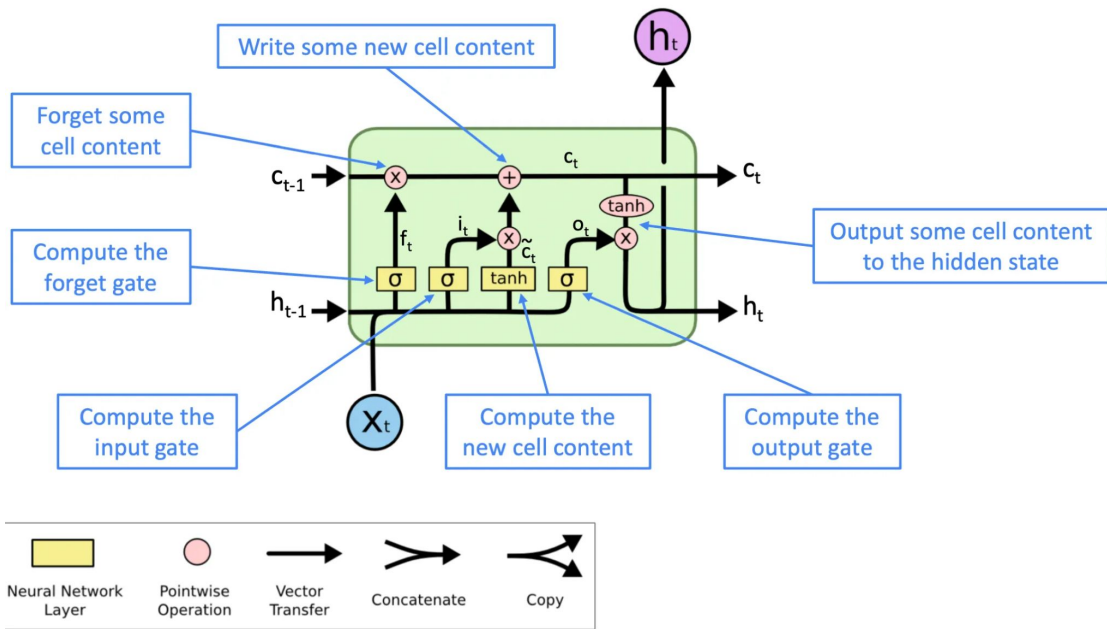 Write some new cell content
hₜ
Forget some
cell content
cₜ
cₜ₋₁
x
+
cₜ
tanh
iₜ
oₜ
fₜ
x
c̃ₜ
x
Output some cell content
to the hidden state
Compute the
forget gate
σ
σ
tanh
σ
hₜ₋₁
hₜ
Compute the
input gate
Xₜ
Compute the
new cell content
Compute the
output gate
Neural Network
Layer
Pointwise
Operation
Vector
Transfer
Concatenate
Copy